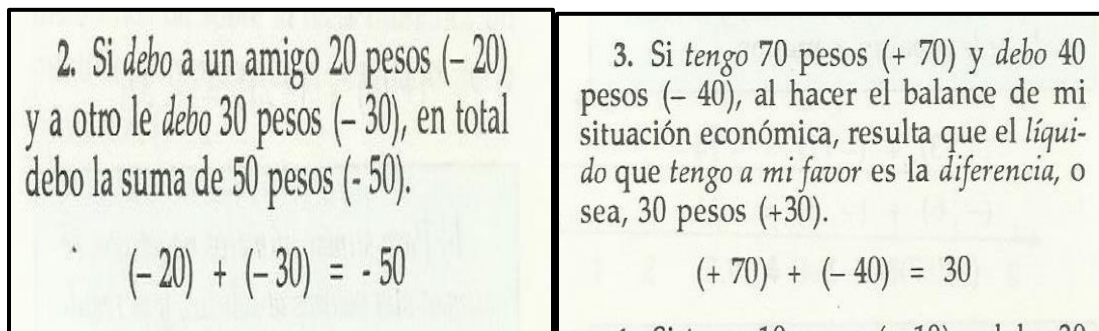 2. Si debo a un amigo 20 pesos (– 20)
y a otro le debo 30 pesos (– 30), en total
debo la suma de 50 pesos (- 50).
(– 20) + (– 30) = - 50
3. Si tengo 70 pesos (+ 70) y debo 40
pesos (– 40), al hacer el balance de mi
situación económica, resulta que el líqui-
do que tengo a mi favor es la diferencia, o
sea, 30 pesos (+30).
(+ 70) + (– 40) = 30